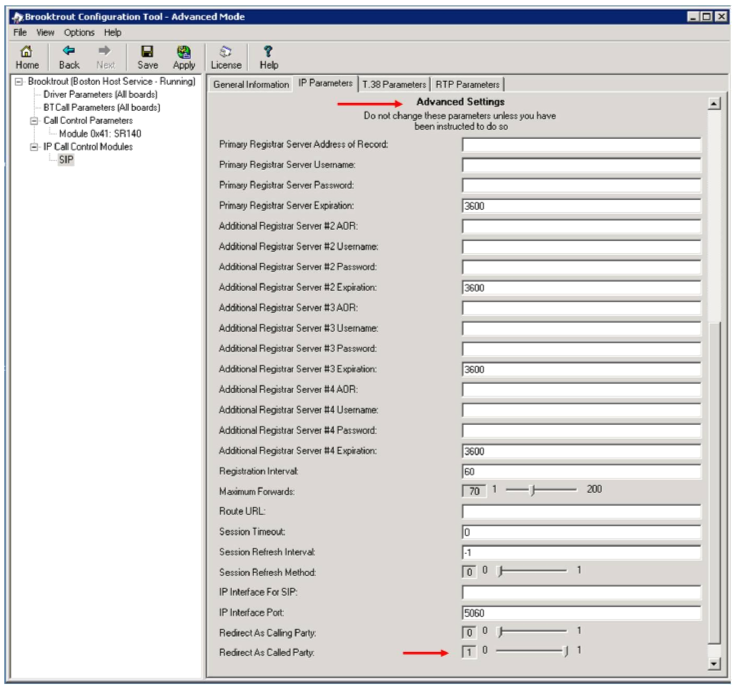 Brooktrout Configuration Tool - Advanced Mode
File View Options Help
Home Back Next Save Apply License Help
Brooktrout (Boston Host Service - Running)
Driver Parameters (All boards)
BTCall Parameters (All boards)
Call Control Parameters
Module 0x41: SR140
IP Call Control Modules
SIP
General Information IP Parameters T.38 Parameters RTP Parameters
Advanced Settings
Do not change these parameters unless you have
been instructed to do so
Primary Registrar Server Address of Record:
Primary Registrar Server Username:
Primary Registrar Server Password:
Primary Registrar Server Expiration: 3600
Additional Registrar Server #2 AOR:
Additional Registrar Server #2 Username:
Additional Registrar Server #2 Password:
Additional Registrar Server #2 Expiration: 3600
Additional Registrar Server #3 AOR:
Additional Registrar Server #3 Username:
Additional Registrar Server #3 Password:
Additional Registrar Server #3 Expiration: 3600
Additional Registrar Server #4 AOR:
Additional Registrar Server #4 Username:
Additional Registrar Server #4 Password:
Additional Registrar Server #4 Expiration: 3600
Registration Interval: 60
Maximum Forwards: 70 1 200
Route URL:
Session Timeout: 0
Session Refresh Interval: -1
Session Refresh Method: 0 0 1
IP Interface For SIP:
IP Interface Port: 5060
Redirect As Calling Party: 0 0 1
Redirect As Called Party: 1 0 1